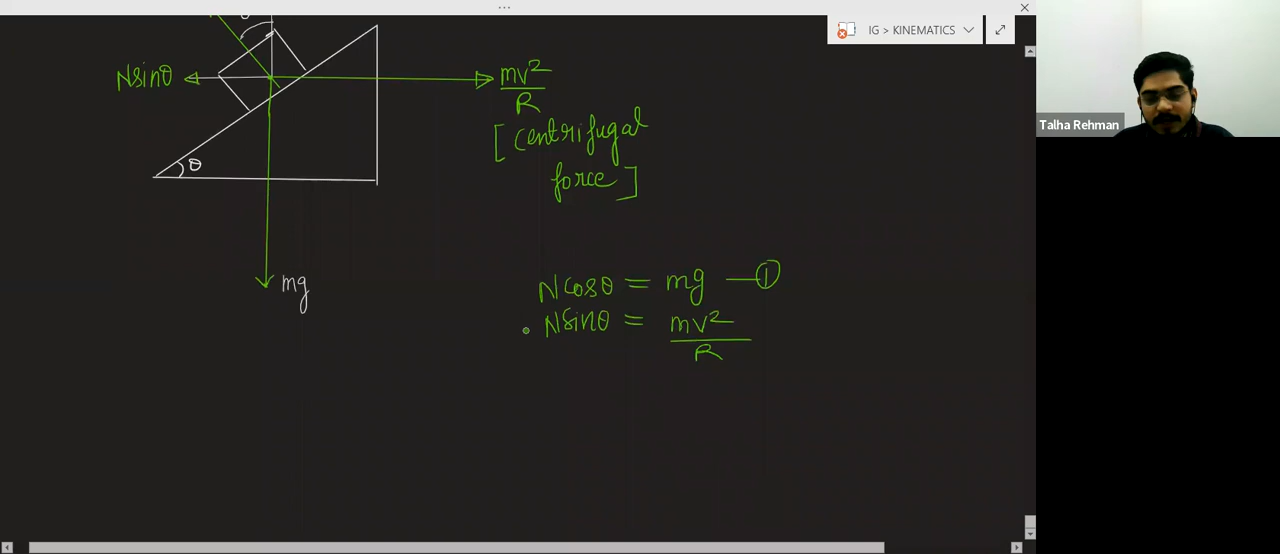 IG > KINEMATICS
Talha Rehman
Nsinθ
mv²
R
[centrifugal
force]
θ
mg
Ncosθ = mg —①
Nsinθ = mv²
R